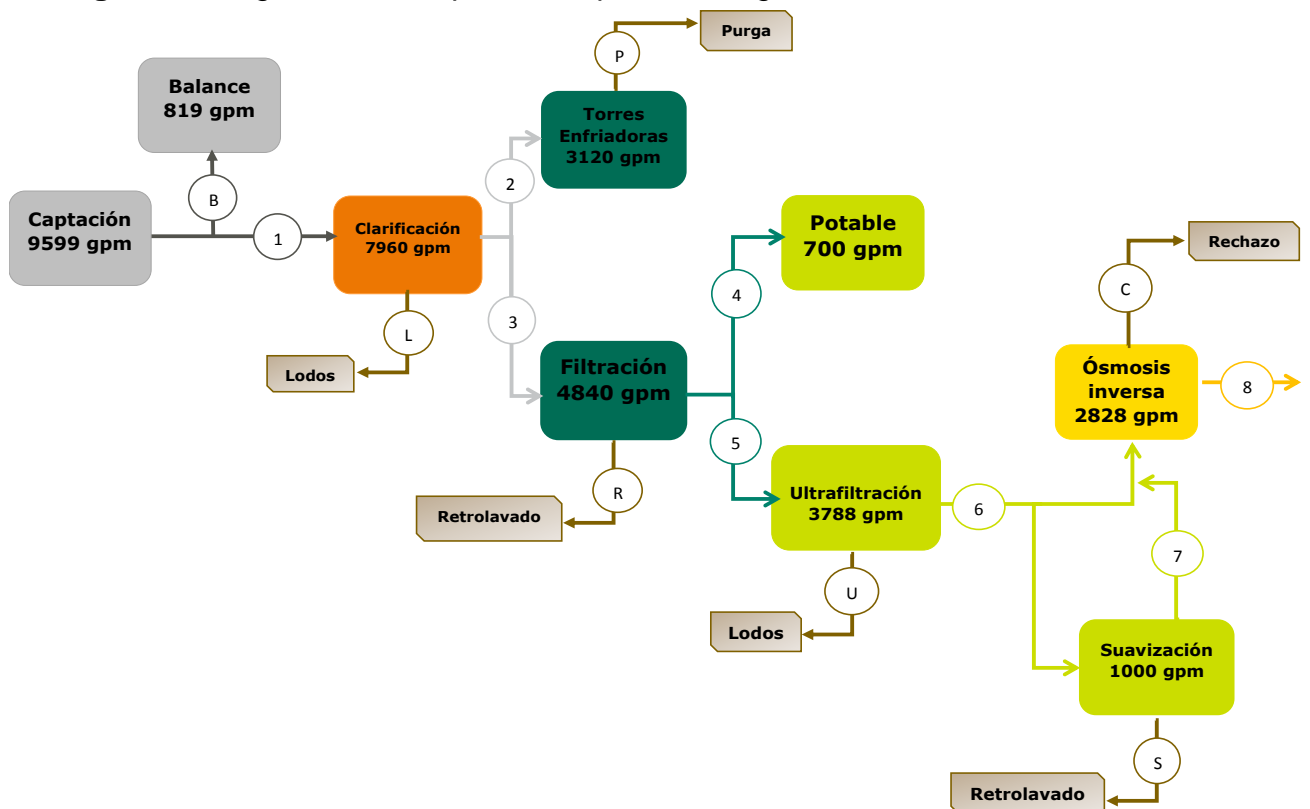 Purga
P
Balance
819 gpm
Torres
Enfriadoras
3120 gpm
2
B
Captación
9599 gpm
1
Clarificación
7960 gpm
Potable
700 gpm
Rechazo
4
C
3
L
Lodos
Filtración
4840 gpm
Ósmosis
inversa
2828 gpm
8
5
Ultrafiltración
3788 gpm
6
R
Retrolavado
7
U
Lodos
Suavización
1000 gpm
S
Retrolavado